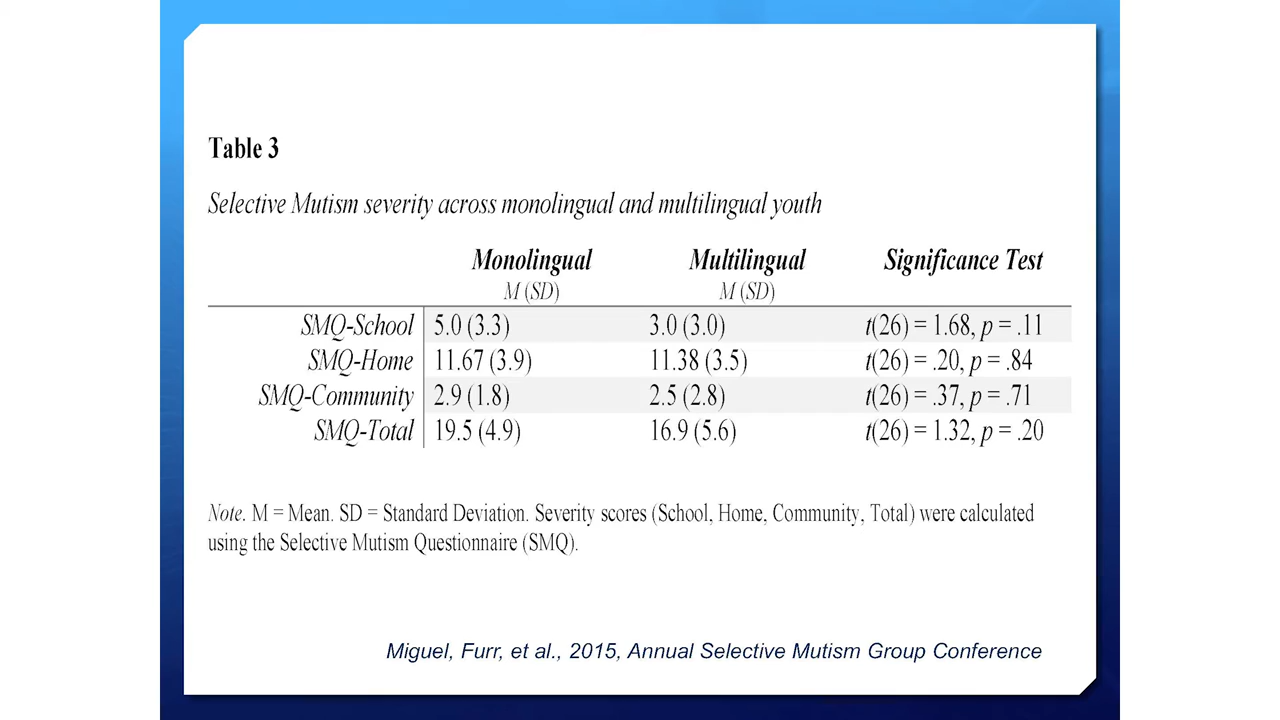 Table 3
Selective Mutism severity across monolingual and multilingual youth
Monolingual Multilingual Significance Test
M (SD) M (SD)
SMQ-School 5.0 (3.3) 3.0 (3.0) t(26) = 1.68, p = .11
SMQ-Home 11.67 (3.9) 11.38 (3.5) t(26) = .20, p = .84
SMQ-Community 2.9 (1.8) 2.5 (2.8) t(26) = .37, p = .71
SMQ-Total 19.5 (4.9) 16.9 (5.6) t(26) = 1.32, p = .20
Note. M = Mean. SD = Standard Deviation. Severity scores (School, Home, Community, Total) were calculated
using the Selective Mutism Questionnaire (SMQ).
Miguel, Furr, et al., 2015, Annual Selective Mutism Group Conference